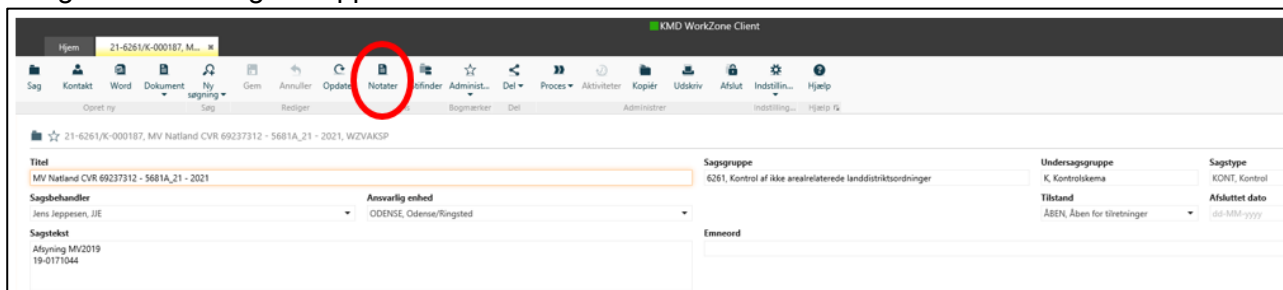 KMD WorkZone Client
Hjem 21-6261/K-000187, M...
Sag Kontakt Word Dokument Ny søgning Gem Annuller Notater Administ... Del Proces Aktiviteter Kopiér Udskriv Afslut Indstillin... Hjælp
Opret ny Søg Rediger Bogmærker Del Administrer Indstilling... Hjælp
21-6261/K-000187, MV Natland CVR 69237312 - 5681A_21 - 2021, WZVAKSP
Titel Sagsgruppe Undersagsgruppe Sagstype
MV Natland CVR 69237312 - 5681A_21 - 2021 6261, Kontrol af ikke arealrelaterede landdistriktsordninger K, Kontrolskema KONT, Kontrol
Sagsbehandler Ansvarlig enhed Tilstand Afsluttet dato
Jens Jeppesen, JJE ODENSE, Odense/Ringsted ÅBEN, Åben for tilretninger dd-MM-yyyy
Sagstekst Emneord
Afsyning MV2019
19-0171044